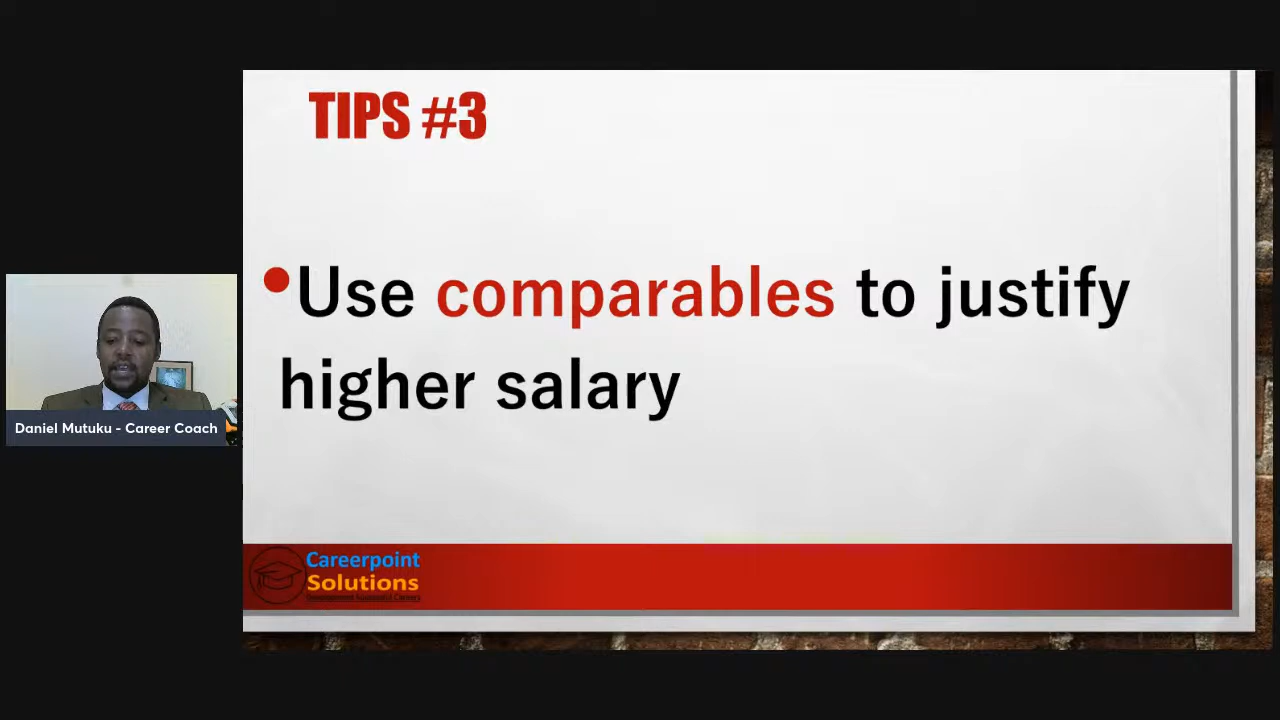 TIPS #3
•Use comparables to justify
higher salary
Daniel Mutuku - Career Coach
Careerpoint
Solutions